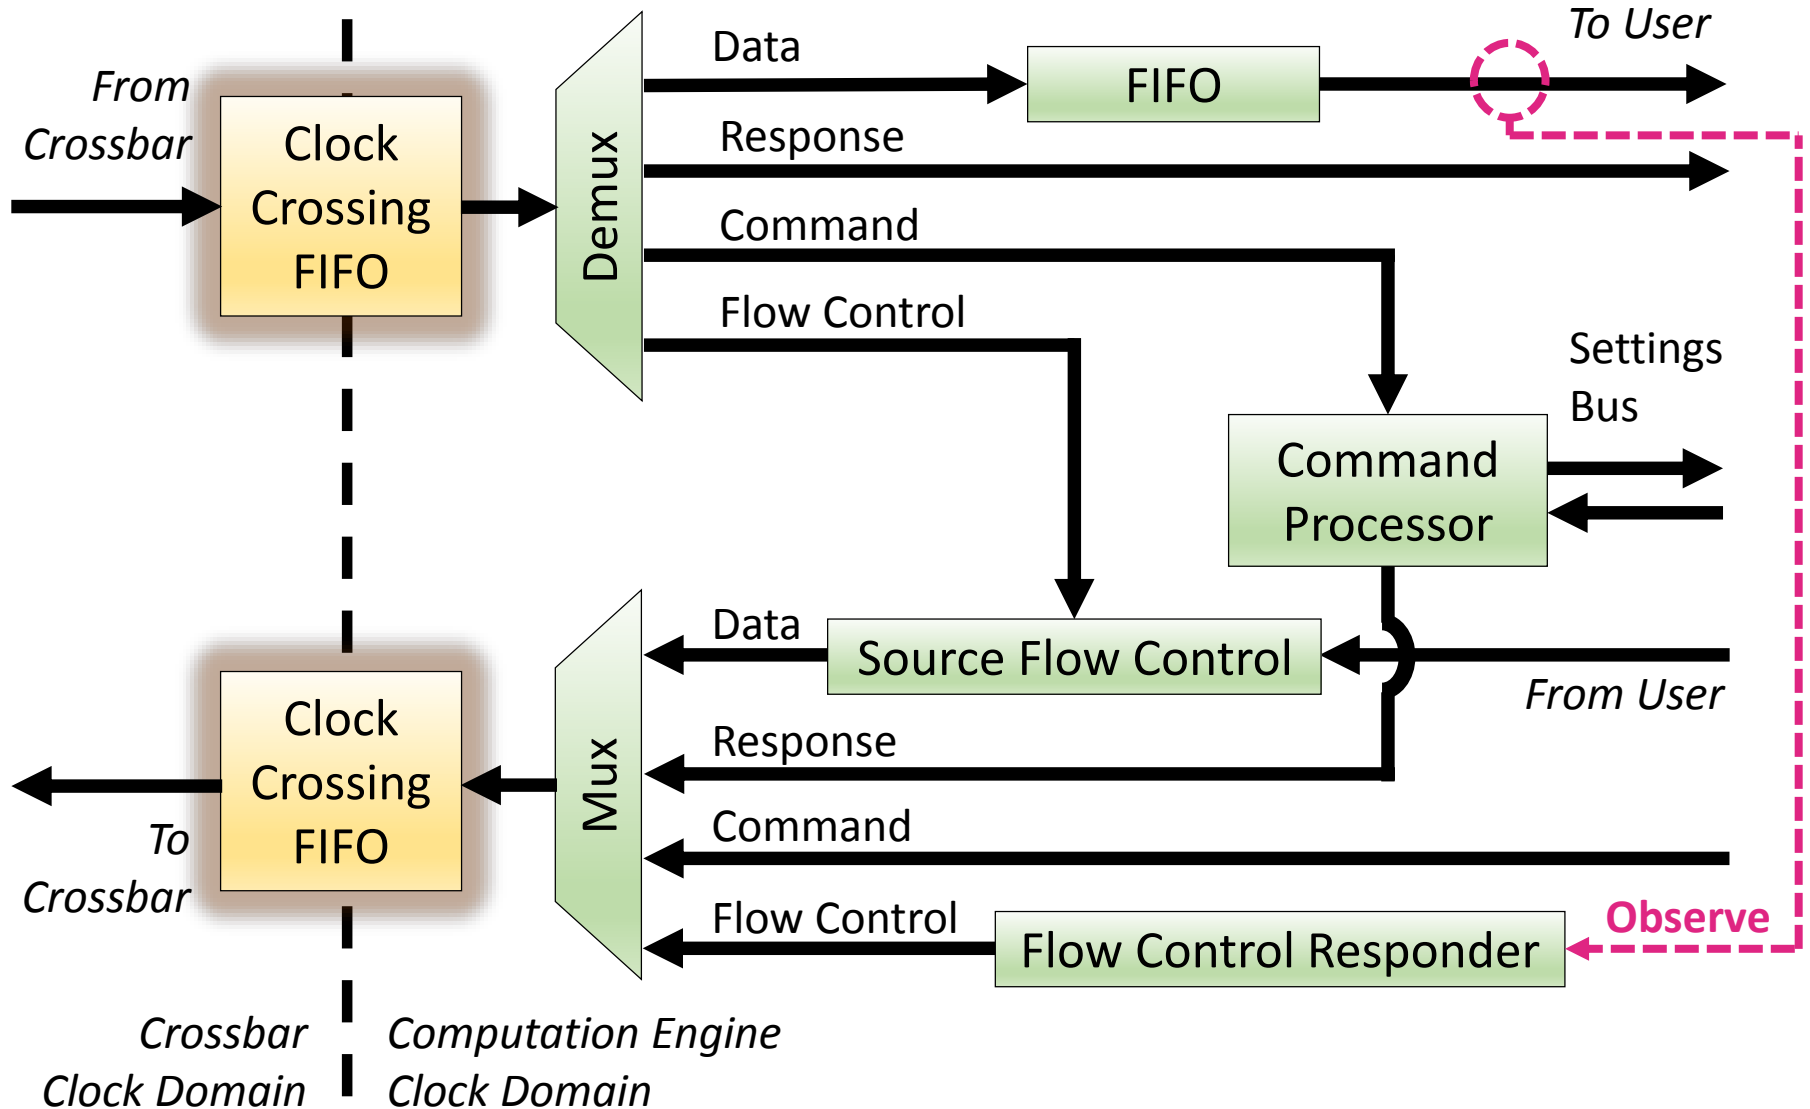 From
Crossbar
Clock
Crossing
FIFO
Demux
Data
FIFO
To User
Response
Command
Flow Control
Settings
Bus
Command
Processor
Data
Source Flow Control
From User
Clock
Crossing
FIFO
Mux
Response
To
Crossbar
Command
Flow Control
Flow Control Responder
Observe
Crossbar
Clock Domain
Computation Engine
Clock Domain